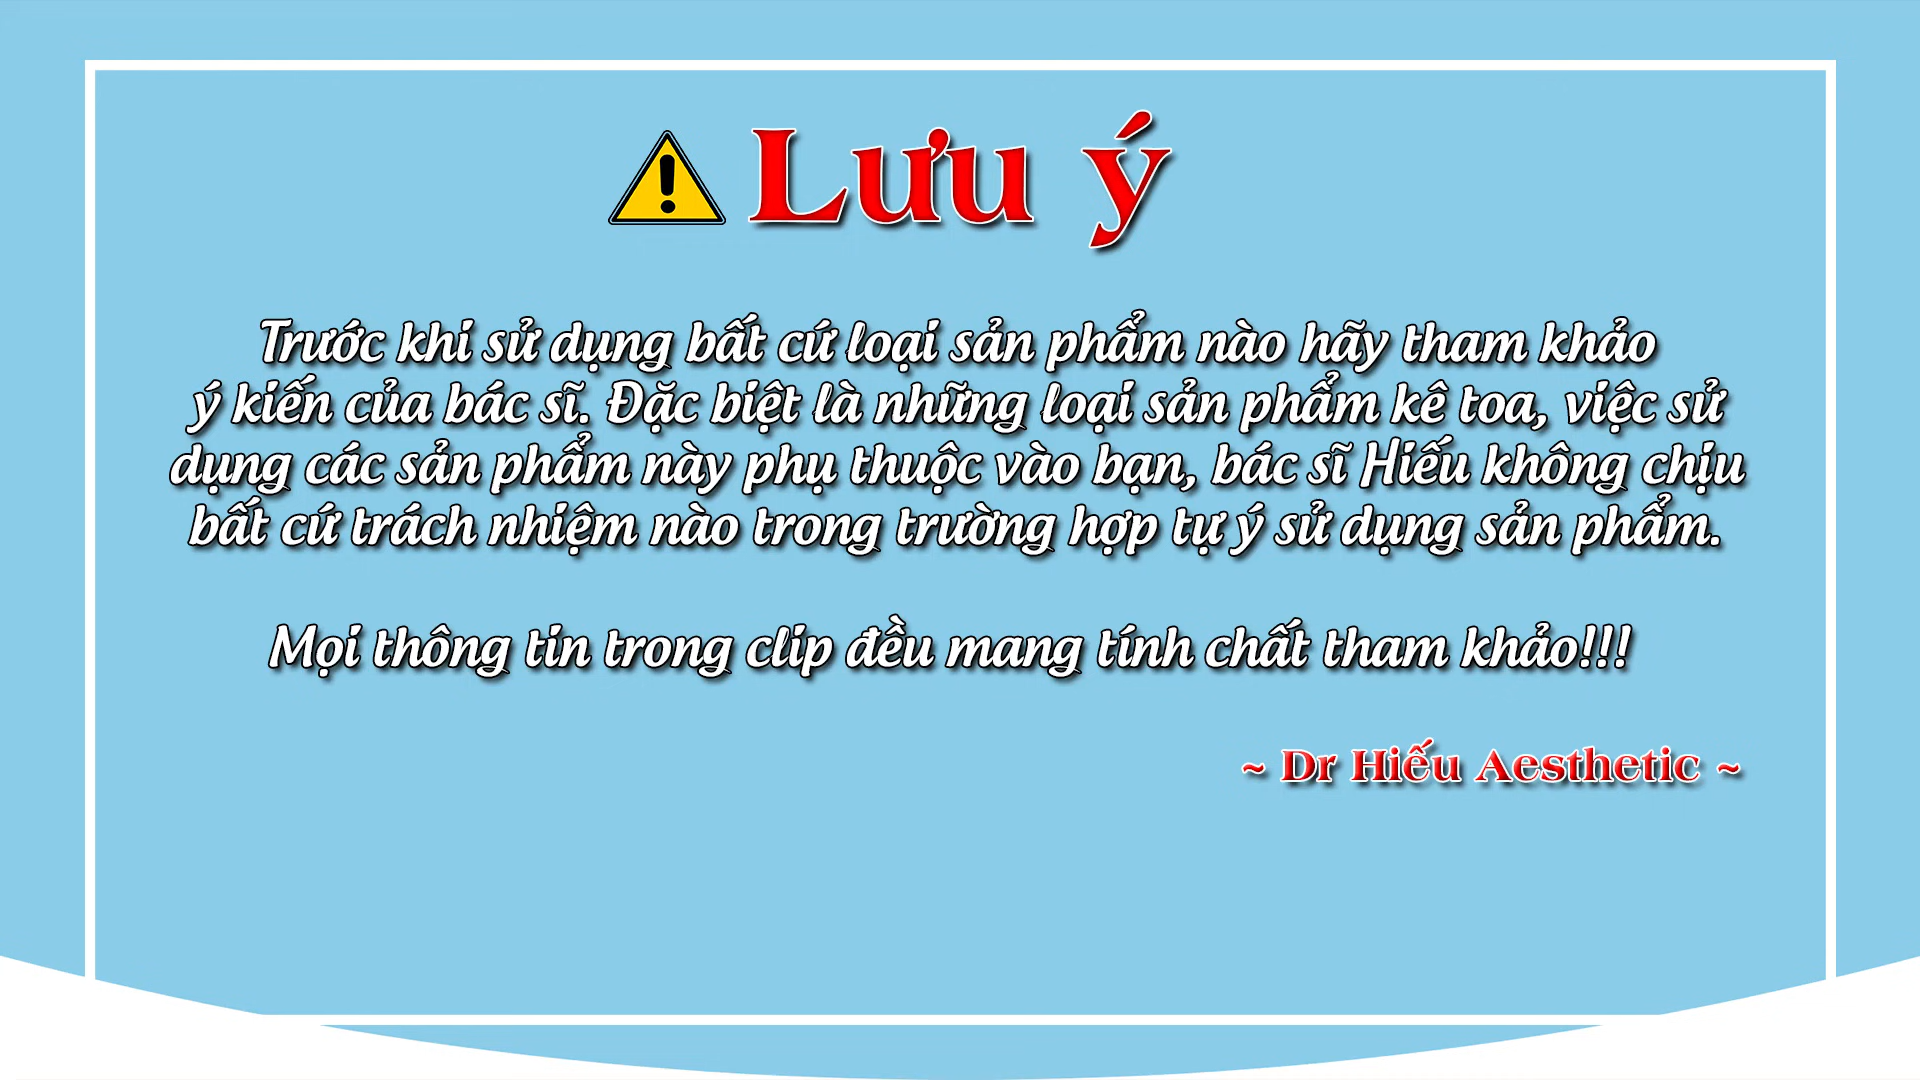 Lưu ý
Trước khi sử dụng bất cứ loại sản phẩm nào hãy tham khảo
ý kiến của bác sĩ. Đặc biệt là những loại sản phẩm kê toa, việc sử
dụng các sản phẩm này phụ thuộc vào bạn, bác sĩ Hiếu không chịu
bất cứ trách nhiệm nào trong trường hợp tự ý sử dụng sản phẩm.
Mọi thông tin trong clip đều mang tính chất tham khảo!!!
~ Dr Hiếu Aesthetic ~